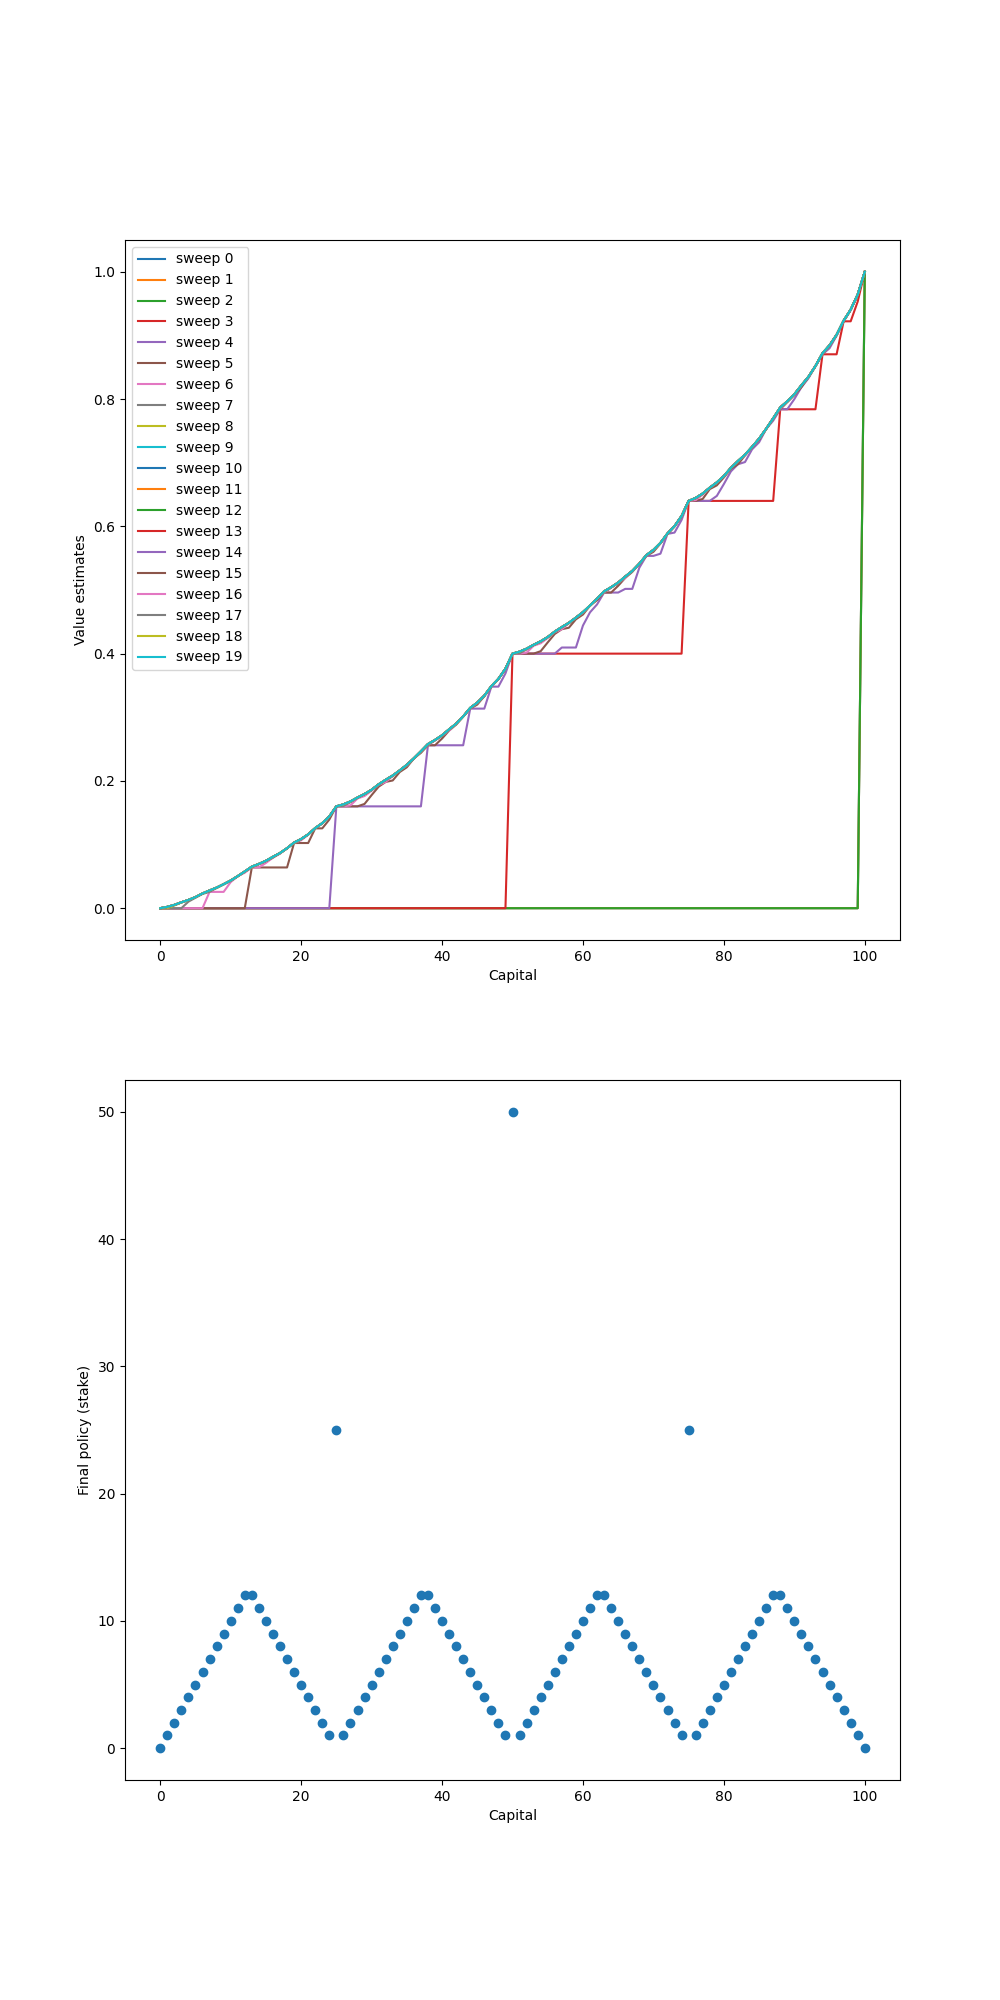 sweep 0
sweep 1
sweep 2
sweep 3
sweep 4
sweep 5
sweep 6
sweep 7
sweep 8
sweep 9
sweep 10
sweep 11
sweep 12
sweep 13
sweep 14
sweep 15
sweep 16
sweep 17
sweep 18
sweep 19
1.0
0.8
0.6
0.4
0.2
0.0
Value estimates
0 20 40 60 80 100
Capital
50
40
30
20
10
0
Final policy (stake)
0 20 40 60 80 100
Capital